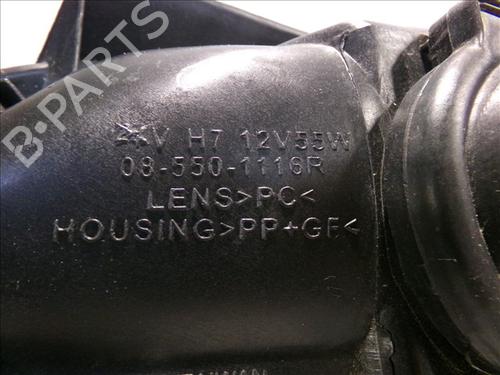 B-PARTS
V H7 12V55W
08-550-1116R
LENS>PC<
HOUSING>PP+GF<